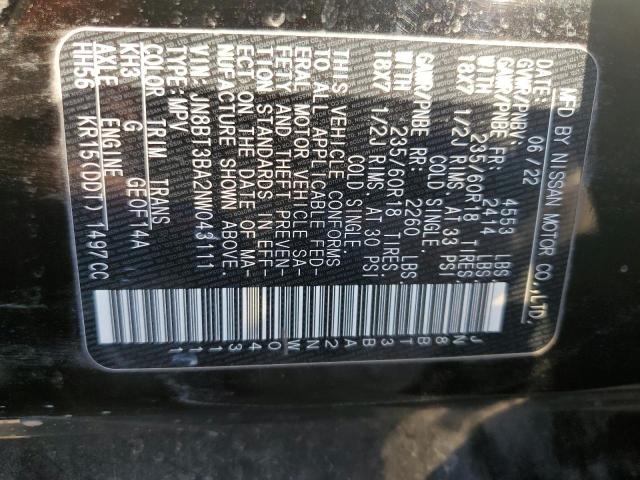 MFD BY NISSAN MOTOR CO.,LTD.
DATE: 06/22
GVWR/PNBV: 4553 LBS
GAWR/PNBE FR: 2414 LBS
WITH 235/60R18 TIRES,
18X7 1/2J RIMS AT 33 PSI
COLD SINGLE,
GAWR/PNBE RR: 2260 LBS.
WITH 235/60R18 TIRES,
18X7 1/2J RIMS AT 30 PSI
COLD SINGLE.
THIS VEHICLE CONFORMS
TO ALL APPLICABLE FED-
ERAL MOTOR VEHICLE SA-
FETY AND THEFT PREVEN-
TION STANDARDS IN EFF-
ECT ON THE DATE OF MA-
NUFACTURE SHOWN ABOVE.
VIN: JN8BT3BA2NW043111
TYPE: MPV
COLOR TRIM TRANS
KH3 G GE0F14A
AXLE ENGINE
HH56 KR15(DDT) 1497CC
JN8BT3BA2NW043111